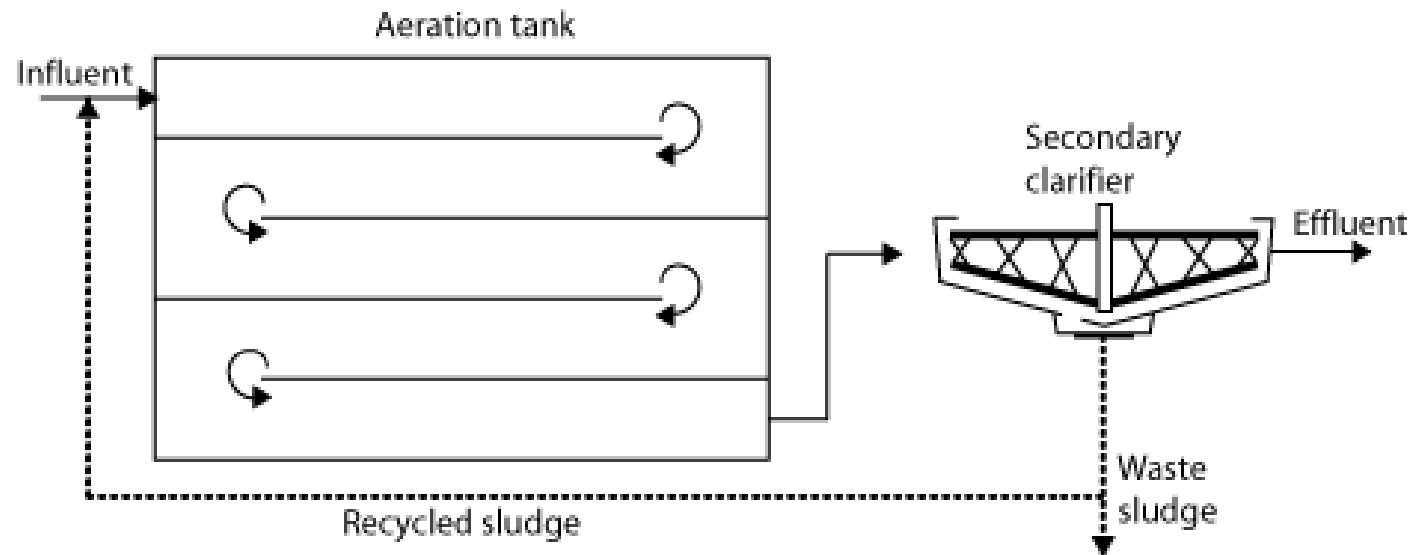 Aeration tank
Influent
Secondary
clarifier
Effluent
Waste
sludge
Recycled sludge